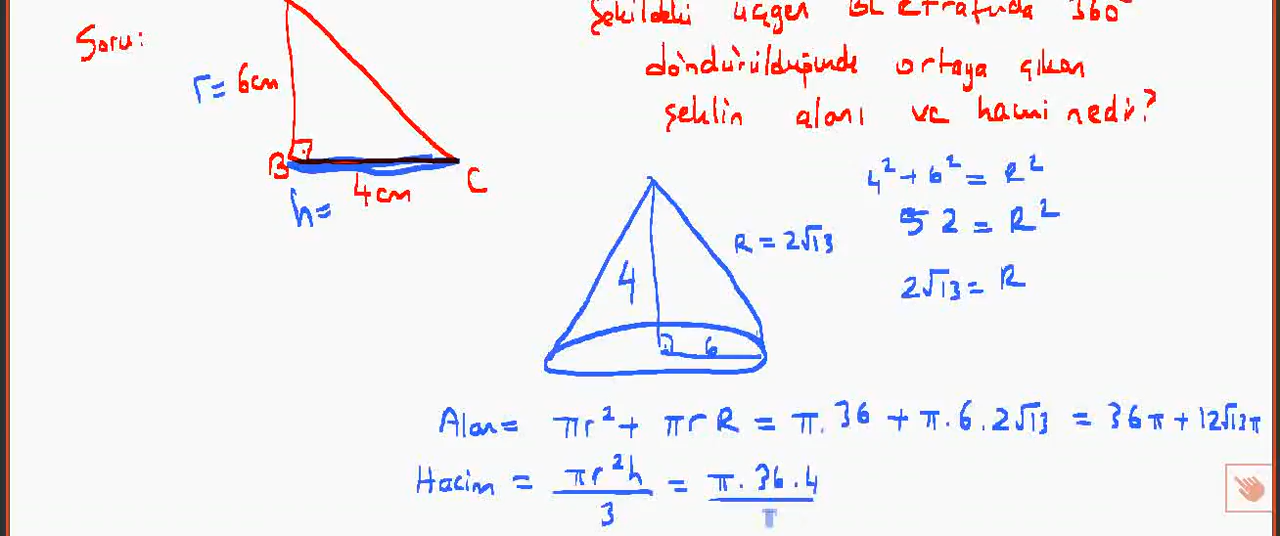 Soru:
Şekildeki üçgen BC etrafında 360°
döndürüldüğünde ortaya çıkan
şeklin alanı ve hacmi nedir?
r= 6cm
B
C
4cm
h=
4² + 6² = R²
52 = R²
2√13 = R
R = 2√13
4
6
Alan = πr² + πrR = π.36 + π.6.2√13 = 36π + 12√13π
Hacim = πr²h/3 = π.36.4